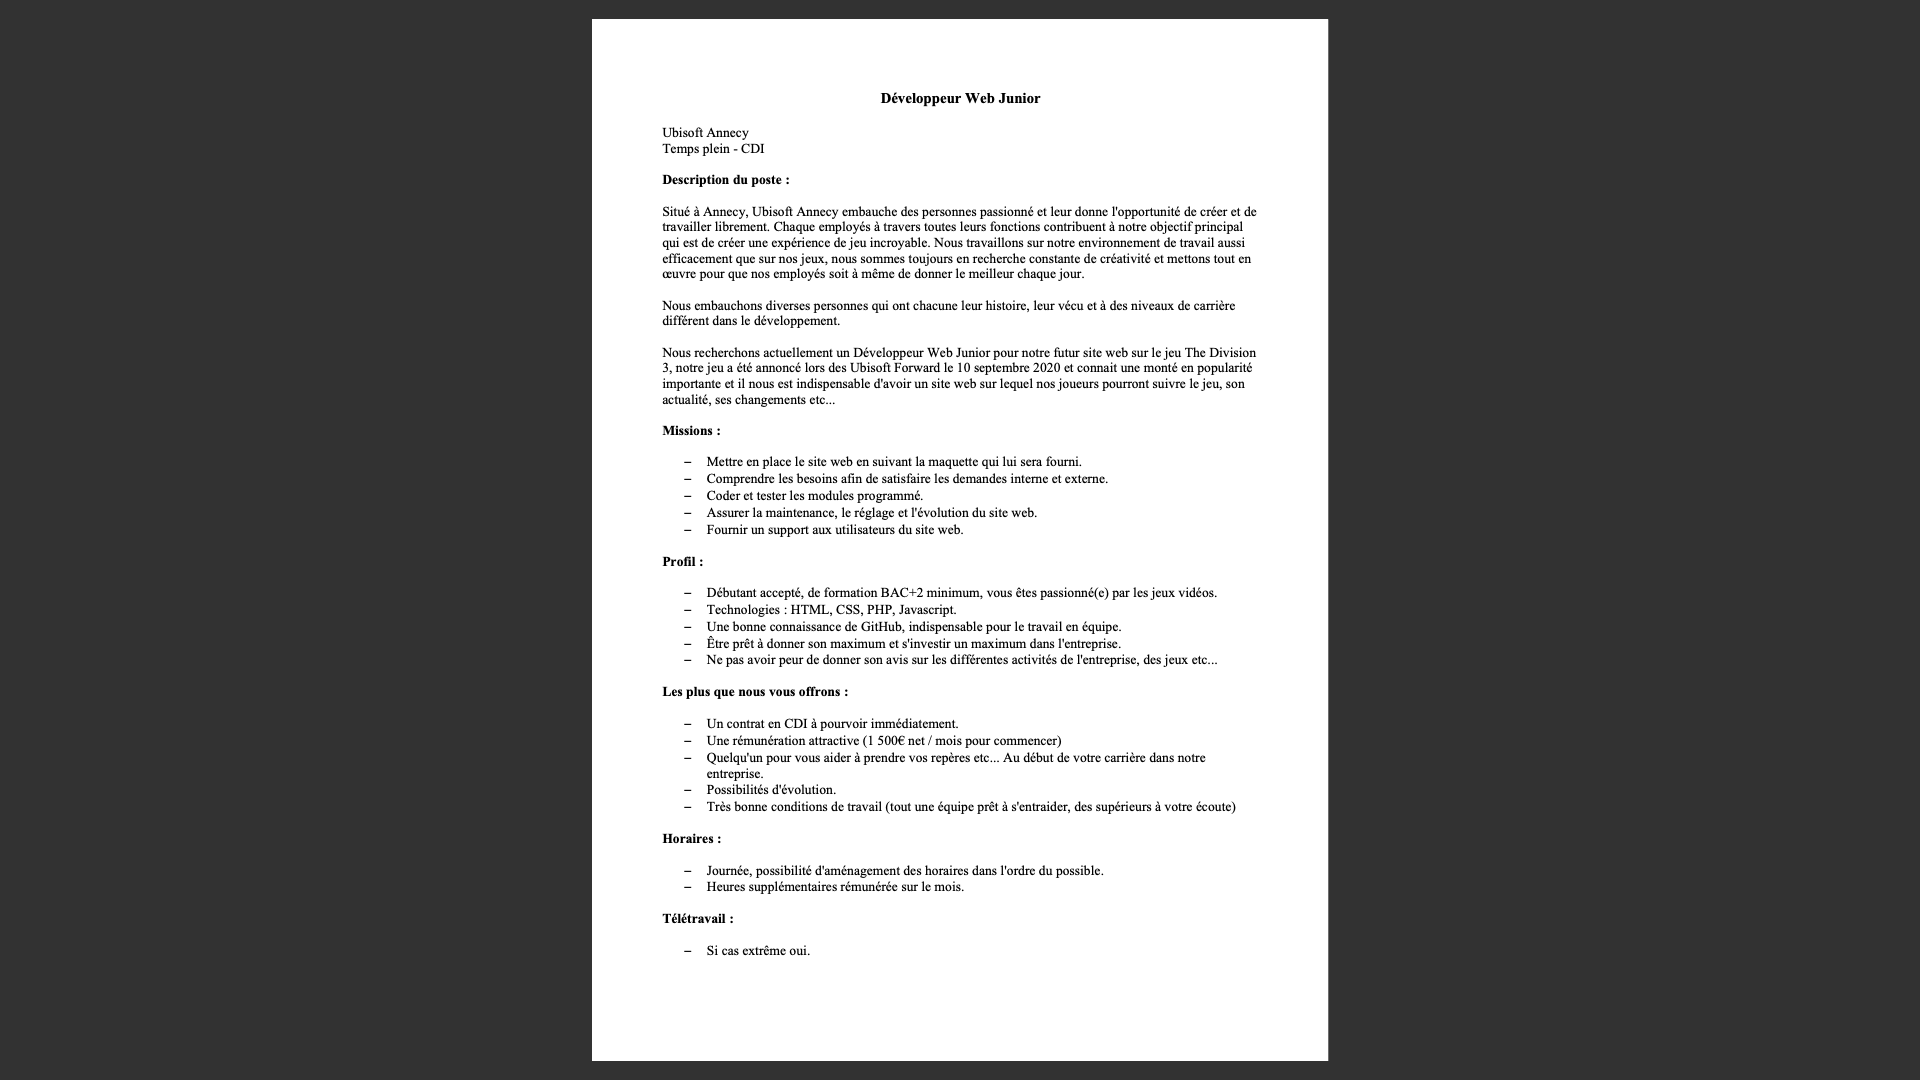 Développeur Web Junior
Ubisoft Annecy
Temps plein - CDI
Description du poste :
Situé à Annecy, Ubisoft Annecy embauche des personnes passionné et leur donne l'opportunité de créer et de
travailler librement. Chaque employés à travers toutes leurs fonctions contribuent à notre objectif principal
qui est de créer une expérience de jeu incroyable. Nous travaillons sur notre environnement de travail aussi
efficacement que sur nos jeux, nous sommes toujours en recherche constante de créativité et mettons tout en
œuvre pour que nos employés soit à même de donner le meilleur chaque jour.
Nous embauchons diverses personnes qui ont chacune leur histoire, leur vécu et à des niveaux de carrière
différent dans le développement.
Nous recherchons actuellement un Développeur Web Junior pour notre futur site web sur le jeu The Division
3, notre jeu a été annoncé lors des Ubisoft Forward le 10 septembre 2020 et connait une monté en popularité
importante et il nous est indispensable d'avoir un site web sur lequel nos joueurs pourront suivre le jeu, son
actualité, ses changements etc...
Missions :
– Mettre en place le site web en suivant la maquette qui lui sera fourni.
– Comprendre les besoins afin de satisfaire les demandes interne et externe.
– Coder et tester les modules programmé.
– Assurer la maintenance, le réglage et l'évolution du site web.
– Fournir un support aux utilisateurs du site web.
Profil :
– Débutant accepté, de formation BAC+2 minimum, vous êtes passionné(e) par les jeux vidéos.
– Technologies : HTML, CSS, PHP, Javascript.
– Une bonne connaissance de GitHub, indispensable pour le travail en équipe.
– Être prêt à donner son maximum et s'investir un maximum dans l'entreprise.
– Ne pas avoir peur de donner son avis sur les différentes activités de l'entreprise, des jeux etc...
Les plus que nous vous offrons :
– Un contrat en CDI à pourvoir immédiatement.
– Une rémunération attractive (1 500€ net / mois pour commencer)
– Quelqu'un pour vous aider à prendre vos repères etc... Au début de votre carrière dans notre
entreprise.
– Possibilités d'évolution.
– Très bonne conditions de travail (tout une équipe prêt à s'entraider, des supérieurs à votre écoute)
Horaires :
– Journée, possibilité d'aménagement des horaires dans l'ordre du possible.
– Heures supplémentaires rémunérée sur le mois.
Télétravail :
– Si cas extrême oui.